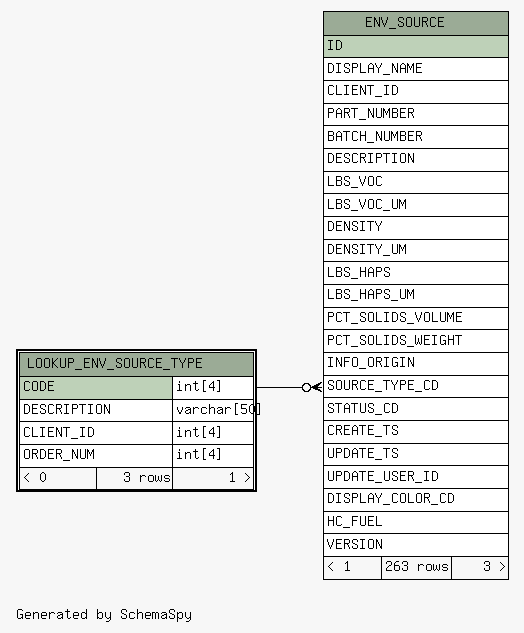 ENV_SOURCE
ID
DISPLAY_NAME
CLIENT_ID
PART_NUMBER
BATCH_NUMBER
DESCRIPTION
LBS_VOC
LBS_VOC_UM
DENSITY
DENSITY_UM
LBS_HAPS
LBS_HAPS_UM
PCT_SOLIDS_VOLUME
PCT_SOLIDS_WEIGHT
INFO_ORIGIN
SOURCE_TYPE_CD
STATUS_CD
CREATE_TS
UPDATE_TS
UPDATE_USER_ID
DISPLAY_COLOR_CD
HC_FUEL
VERSION
< 1 263 rows 3 >
LOOKUP_ENV_SOURCE_TYPE
CODE int[4]
DESCRIPTION varchar[50]
CLIENT_ID int[4]
ORDER_NUM int[4]
< 0 3 rows 1 >
Generated by SchemaSpy